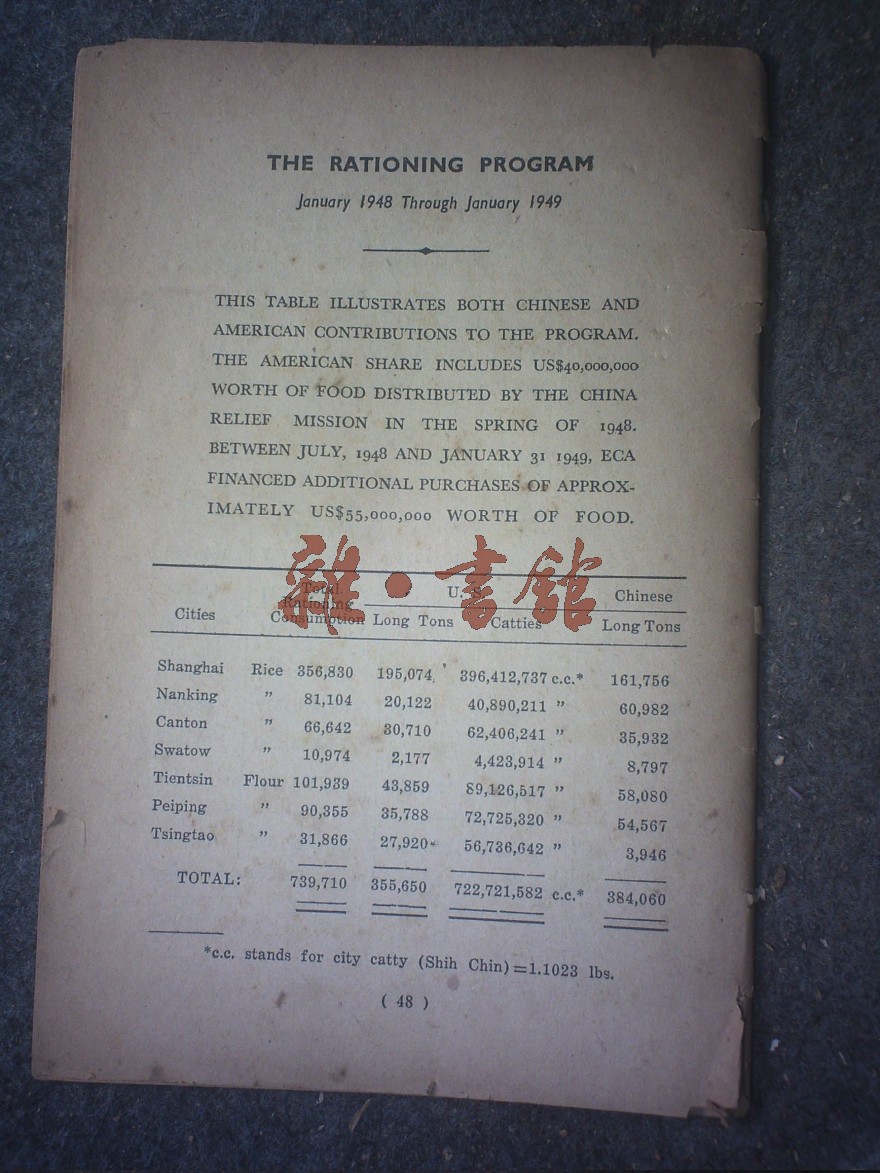 THE RATIONING PROGRAM
January 1948 Through January 1949
THIS TABLE ILLUSTRATES BOTH CHINESE AND
AMERICAN CONTRIBUTIONS TO THE PROGRAM.
THE AMERICAN SHARE INCLUDES US$40,000,000
WORTH OF FOOD DISTRIBUTED BY THE CHINA
RELIEF MISSION IN THE SPRING OF 1948.
BETWEEN JULY, 1948 AND JANUARY 31 1949, ECA
FINANCED ADDITIONAL PURCHASES OF APPROX-
IMATELY US$55,000,000 WORTH OF FOOD.
雜·書館
Cities Total Rationing Consumption U. S. Long Tons Catties Chinese Long Tons
Shanghai Rice 356,830 195,074 396,412,737 c.c.* 161,756
Nanking " 81,104 20,122 40,890,211 " 60,982
Canton " 66,642 30,710 62,406,241 " 35,932
Swatow " 10,974 2,177 4,423,914 " 8,797
Tientsin Flour 101,939 43,859 89,126,517 " 58,080
Peiping " 90,355 35,788 72,725,320 " 54,567
Tsingtao " 31,866 27,920 56,736,642 " 3,946
TOTAL: 739,710 355,650 722,721,582 c.c.* 384,060
*c.c. stands for city catty (Shih Chin)=1.1023 lbs.
( 48 )